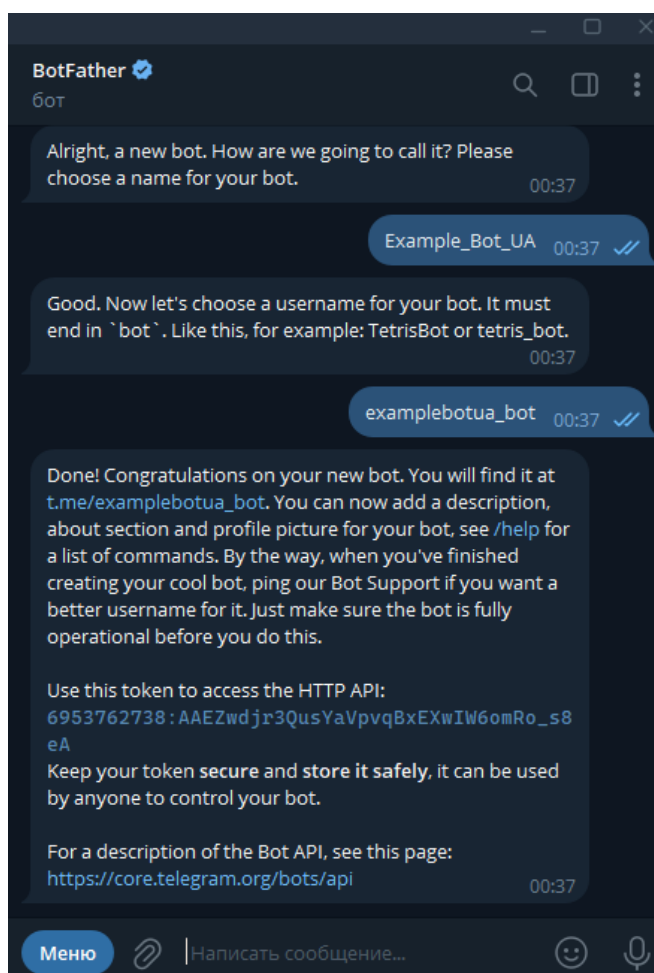 BotFather
бот
Alright, a new bot. How are we going to call it? Please
choose a name for your bot.
00:37
Example_Bot_UA 00:37
Good. Now let's choose a username for your bot. It must
end in `bot`. Like this, for example: TetrisBot or tetris_bot.
00:37
examplebotua_bot 00:37
Done! Congratulations on your new bot. You will find it at
t.me/examplebotua_bot. You can now add a description,
about section and profile picture for your bot, see /help for
a list of commands. By the way, when you've finished
creating your cool bot, ping our Bot Support if you want a
better username for it. Just make sure the bot is fully
operational before you do this.
Use this token to access the HTTP API:
6953762738:AAEZwdjr3QusYaVpvqBxEXwIW6omRo_s8
eA
Keep your token secure and store it safely, it can be used
by anyone to control your bot.
For a description of the Bot API, see this page:
https://core.telegram.org/bots/api
00:37
Меню
Написать сообщение...